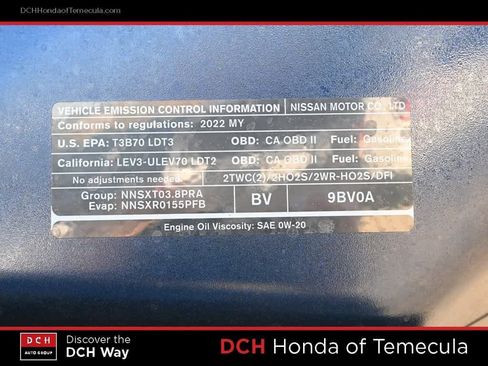 DCHHondaofTemecula.com
VEHICLE EMISSION CONTROL INFORMATION NISSAN MOTOR CO., LTD
Conforms to regulations: 2022 MY
U.S. EPA: T3B70 LDT3 OBD: CA OBD II Fuel: Gasoline
California: LEV3-ULEV70 LDT2 OBD: CA OBD II Fuel: Gasoline
No adjustments needed. 2TWC(2)/2HO2S/2WR-HO2S/DFI
Group: NNSXT03.8PRA BV 9BV0A
Evap: NNSXR0155PFB
Engine Oil Viscosity: SAE 0W-20
DCH AUTO GROUP Discover the DCH Way DCH Honda of Temecula